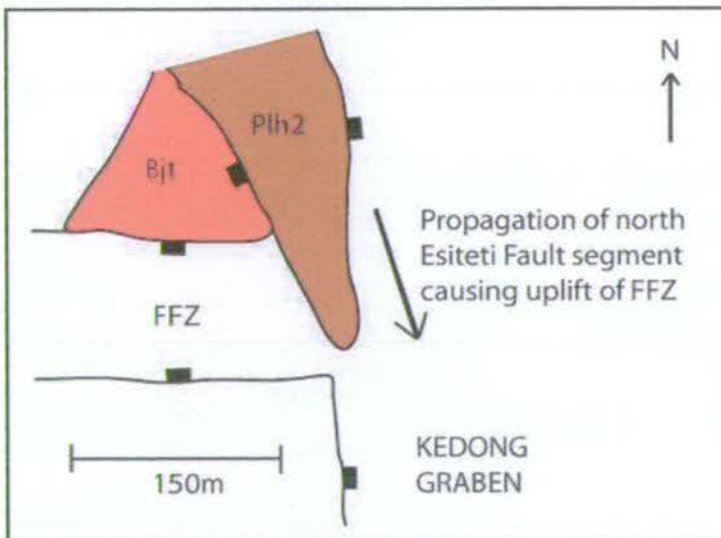 N
Plh2
Bjt
Propagation of north
Esiteti Fault segment
causing uplift of FFZ
FFZ
KEDONG
GRABEN
150m